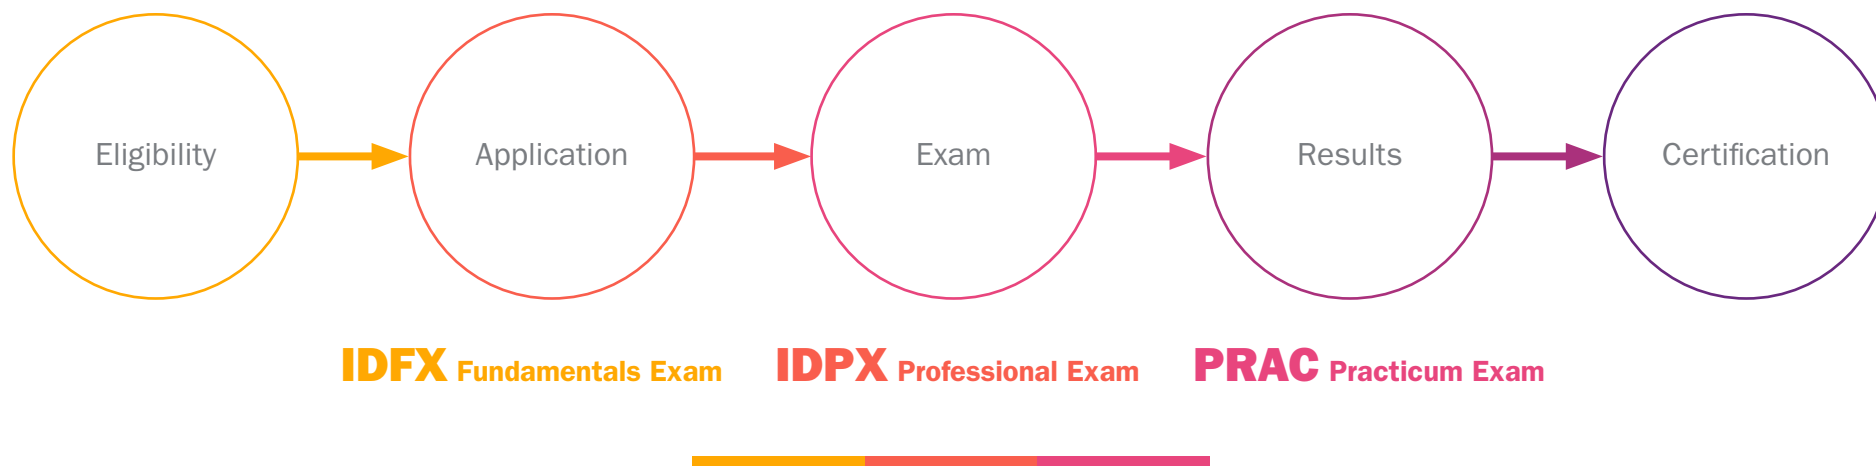 Eligibility
Application
Exam
Results
Certification
IDFX Fundamentals Exam
IDPX Professional Exam
PRAC Practicum Exam